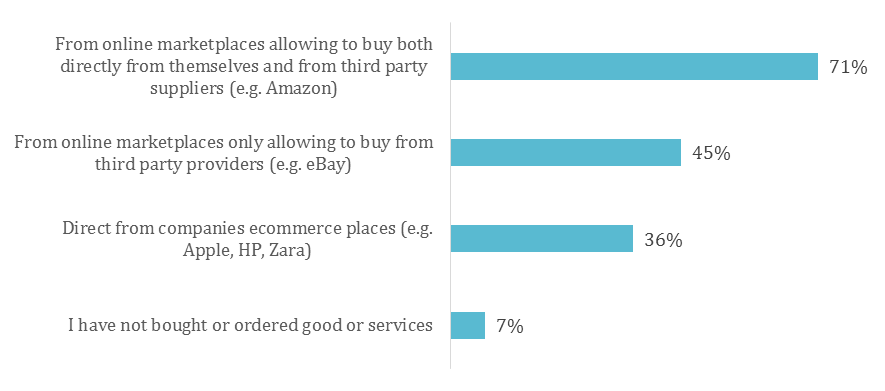 From online marketplaces allowing to buy both
directly from themselves and from third party
suppliers (e.g. Amazon)
71%
From online marketplaces only allowing to buy from
third party providers (e.g. eBay)
45%
Direct from companies ecommerce places (e.g.
Apple, HP, Zara)
36%
I have not bought or ordered good or services
7%